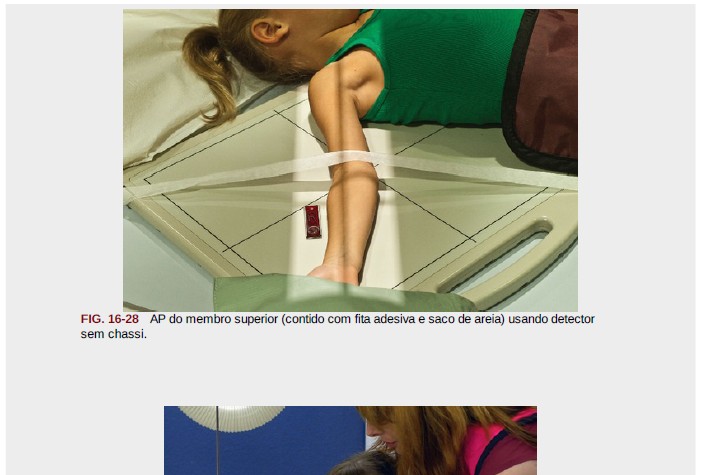 FIG. 16-28 AP do membro superior (contido com fita adesiva e saco de areia) usando detector
sem chassi.